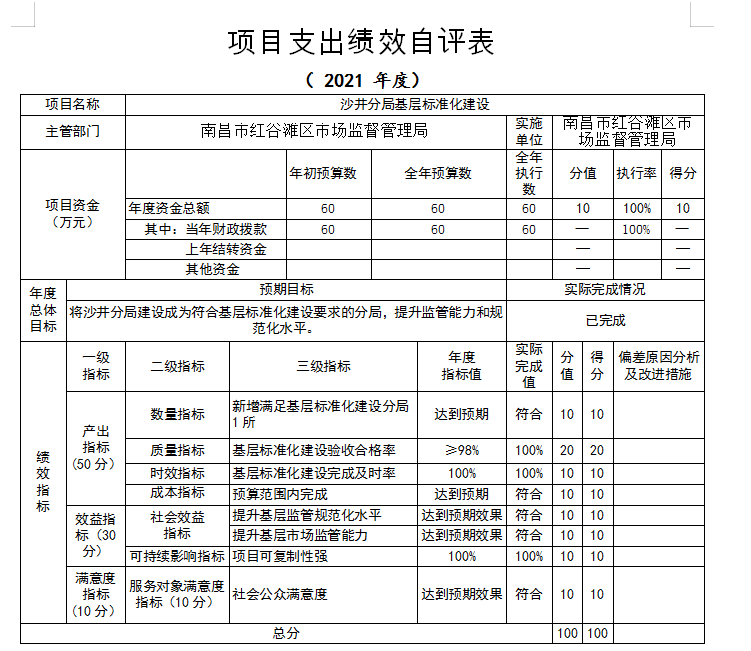 项目支出绩效自评表
（ 2021 年度）
项目名称 沙井分局基层标准化建设
主管部门 南昌市红谷滩区市场监督管理局 实施单位 南昌市红谷滩区市场监督管理局
项目资金（万元） 年初预算数 全年预算数 全年执行数 分值 执行率 得分
年度资金总额 60 60 60 10 100% 10
其中：当年财政拨款 60 60 60 — 100% —
上年结转资金 — —
其他资金 — —
年度总体目标 预期目标 实际完成情况
将沙井分局建设成为符合基层标准化建设要求的分局，提升监管能力和规范化水平。 已完成
绩效指标 一级指标 二级指标 三级指标 年度指标值 实际完成值 分值 得分 偏差原因分析及改进措施
产出指标(50分) 数量指标 新增满足基层标准化建设分局1所 达到预期 符合 10 10
质量指标 基层标准化建设验收合格率 ≥98% 100% 20 20
时效指标 基层标准化建设完成及时率 100% 100% 10 10
成本指标 预算范围内完成 达到预期 符合 10 10
效益指标（30分） 社会效益指标 提升基层监管规范化水平 达到预期效果 符合 10 10
提升基层市场监管能力 达到预期效果 符合 10 10
可持续影响指标 项目可复制性强 100% 100% 10 10
满意度指标(10分) 服务对象满意度指标（10分） 社会公众满意度 达到预期效果 符合 10 10
总分 100 100